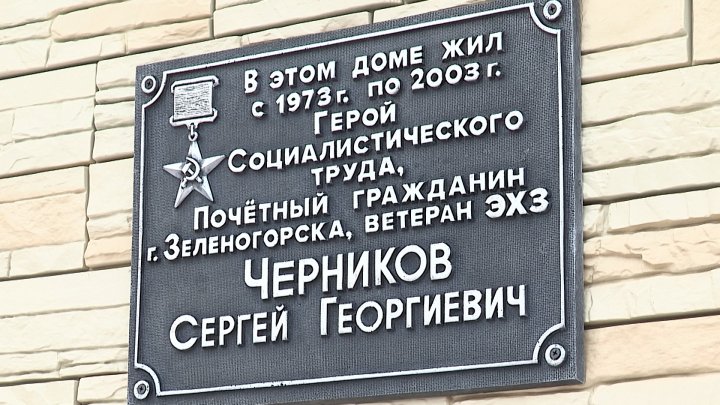 В этом доме жил
с 1973 г. по 2003 г.
Герой
Социалистического
труда,
Почётный гражданин
г. Зеленогорска, ветеран ЭХЗ
Черников
Сергей Георгиевич